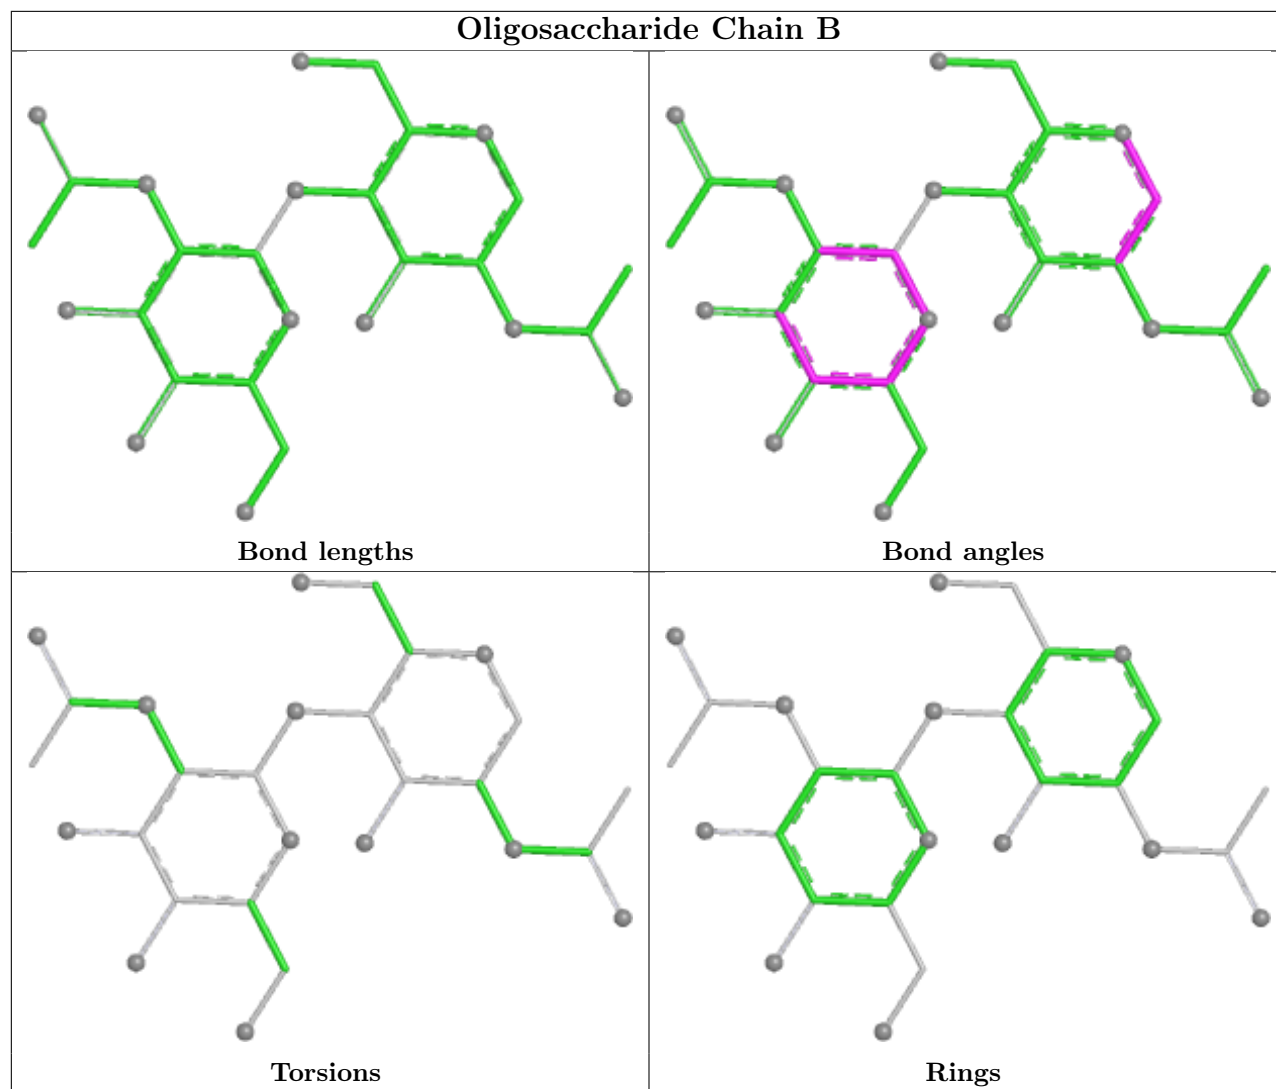 Oligosaccharide Chain B
Bond lengths
Bond angles
Torsions
Rings